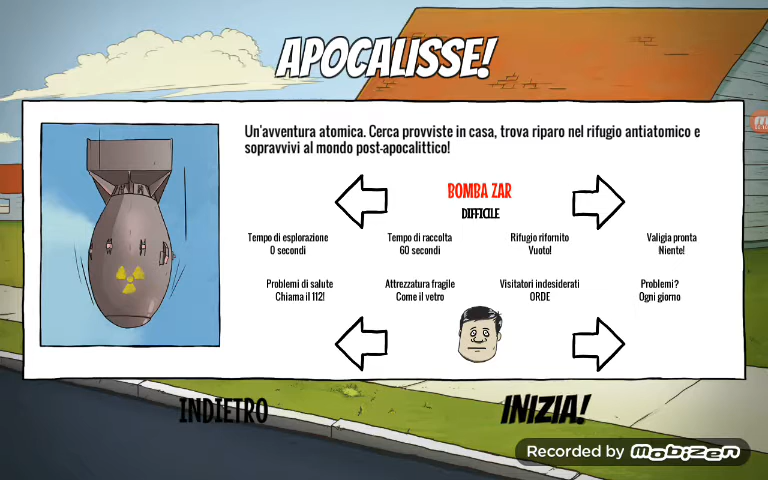 APOCALISSE!
Un'avventura atomica. Cerca provviste in casa, trova riparo nel rifugio antiatomico e
sopravvivi al mondo post-apocalittico!
BOMBA ZAR
DIFFICILE
Tempo di esplorazione
0 secondi
Tempo di raccolta
60 secondi
Rifugio rifornito
Vuoto!
Valigia pronta
Niente!
Problemi di salute
Chiama il 112!
Attrezzatura fragile
Come il vetro
Visitatori indesiderati
ORDE
Problemi?
Ogni giorno
INDIETRO
INIZIA!
Recorded by Mobizen